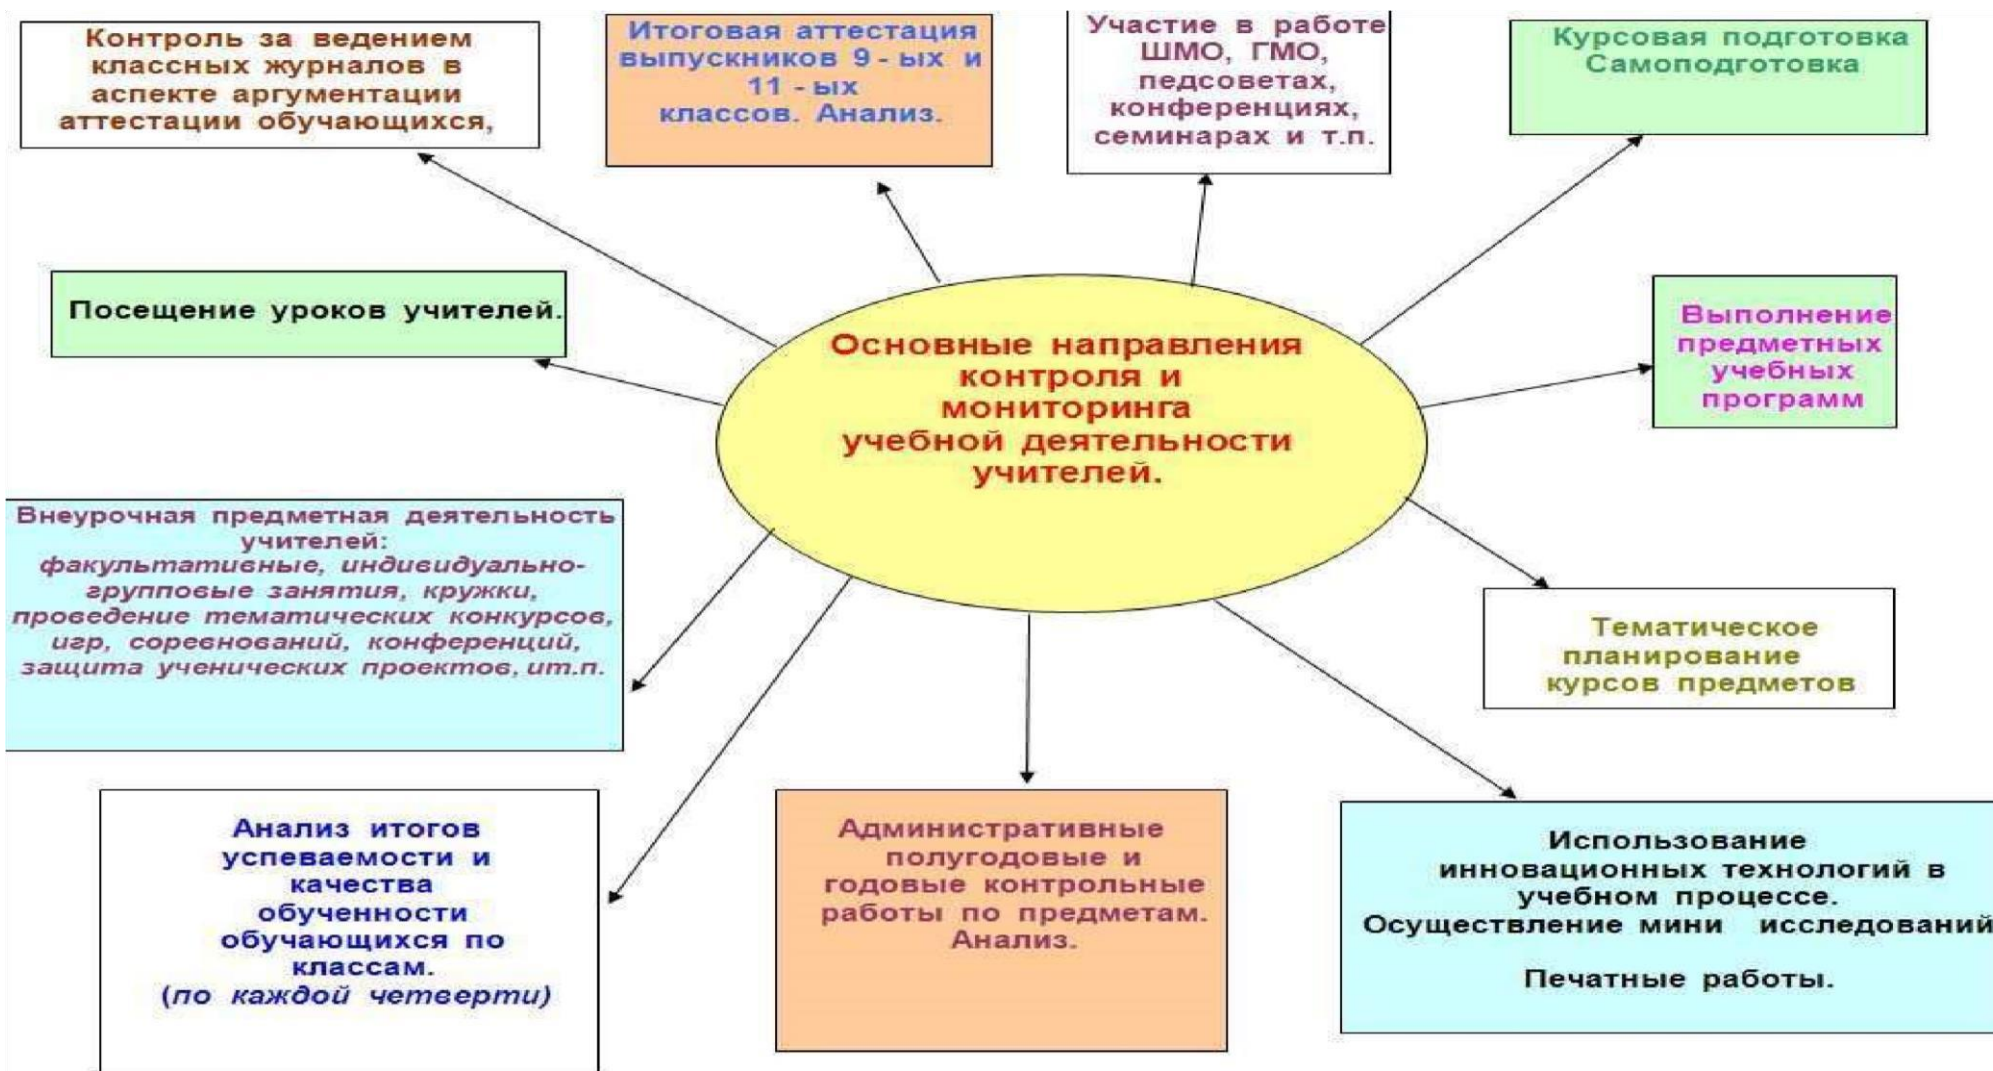 Контроль за ведением
классных журналов в
аспекте аргументации
аттестации обучающихся,
Итоговая аттестация
выпускников 9 - ых и
11 - ых
классов. Анализ.
Участие в работе
ШМО, ГМО,
педсоветах,
конференциях,
семинарах и т.п.
Курсовая подготовка
Самоподготовка
Посещение уроков учителей.
Основные направления
контроля и
мониторинга
учебной деятельности
учителей.
Выполнение
предметных
учебных
программ
Внеурочная предметная деятельность
учителей:
факультативные, индивидуально-
групповые занятия, кружки,
проведение тематических конкурсов,
игр, соревнований, конференций,
защита ученических проектов, ит.п.
Тематическое
планирование
курсов предметов
Анализ итогов
успеваемости и
качества
обученности
обучающихся по
классам.
(по каждой четверти)
Административные
полугодовые и
годовые контрольные
работы по предметам.
Анализ.
Использование
инновационных технологий в
учебном процессе.
Осуществление мини исследований
Печатные работы.